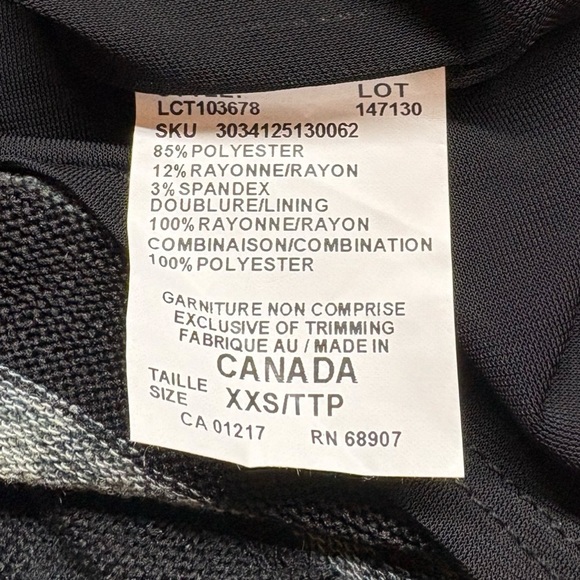 STYLE: LOT
LCT103678 147130
SKU 3034125130062
85% POLYESTER
12% RAYONNE/RAYON
3% SPANDEX
DOUBLURE/LINING
100% RAYONNE/RAYON
COMBINAISON/COMBINATION
100% POLYESTER
GARNITURE NON COMPRISE
EXCLUSIVE OF TRIMMING
FABRIQUE AU / MADE IN
CANADA
TAILLE
SIZE XXS/TTP
CA 01217 RN 68907